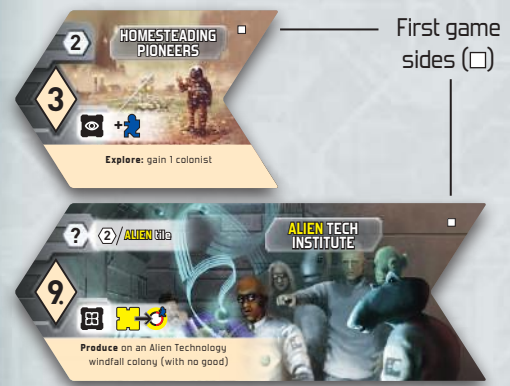 First game
sides (□)
2
HOMESTEADING
PIONEERS
3
+
Explore: gain 1 colonist
?
2/ALIEN tile
ALIEN TECH
INSTITUTE
9.
Produce on an Alien Technology
windfall colony (with no good)